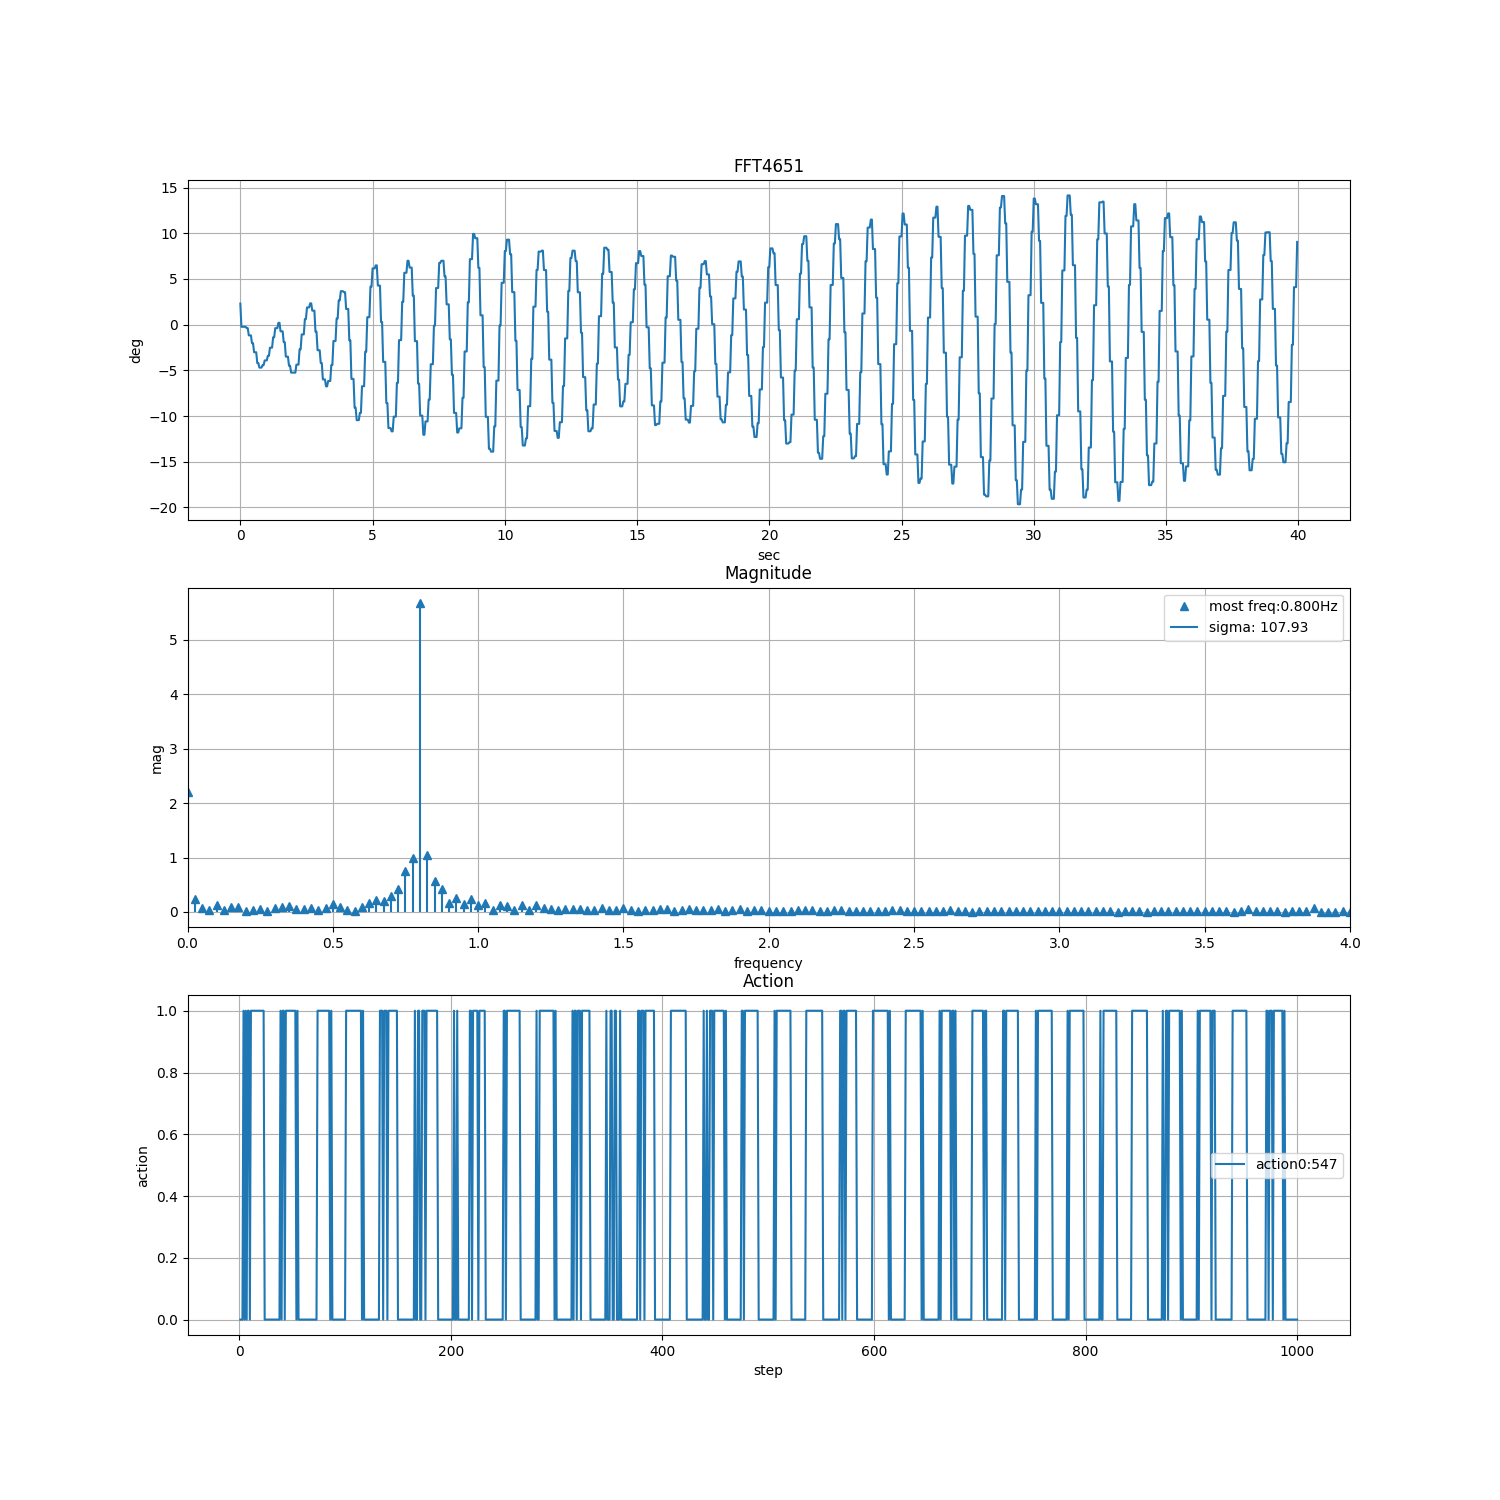 FFT4651
15
10
5
0
−5
−10
−15
−20
deg
0 5 10 15 20 25 30 35 40
sec
Magnitude
most freq:0.800Hz
sigma: 107.93
5
4
3
2
1
0
mag
0.0 0.5 1.0 1.5 2.0 2.5 3.0 3.5 4.0
frequency
Action
1.0
0.8
0.6
0.4
0.2
0.0
action
action0:547
0 200 400 600 800 1000
step